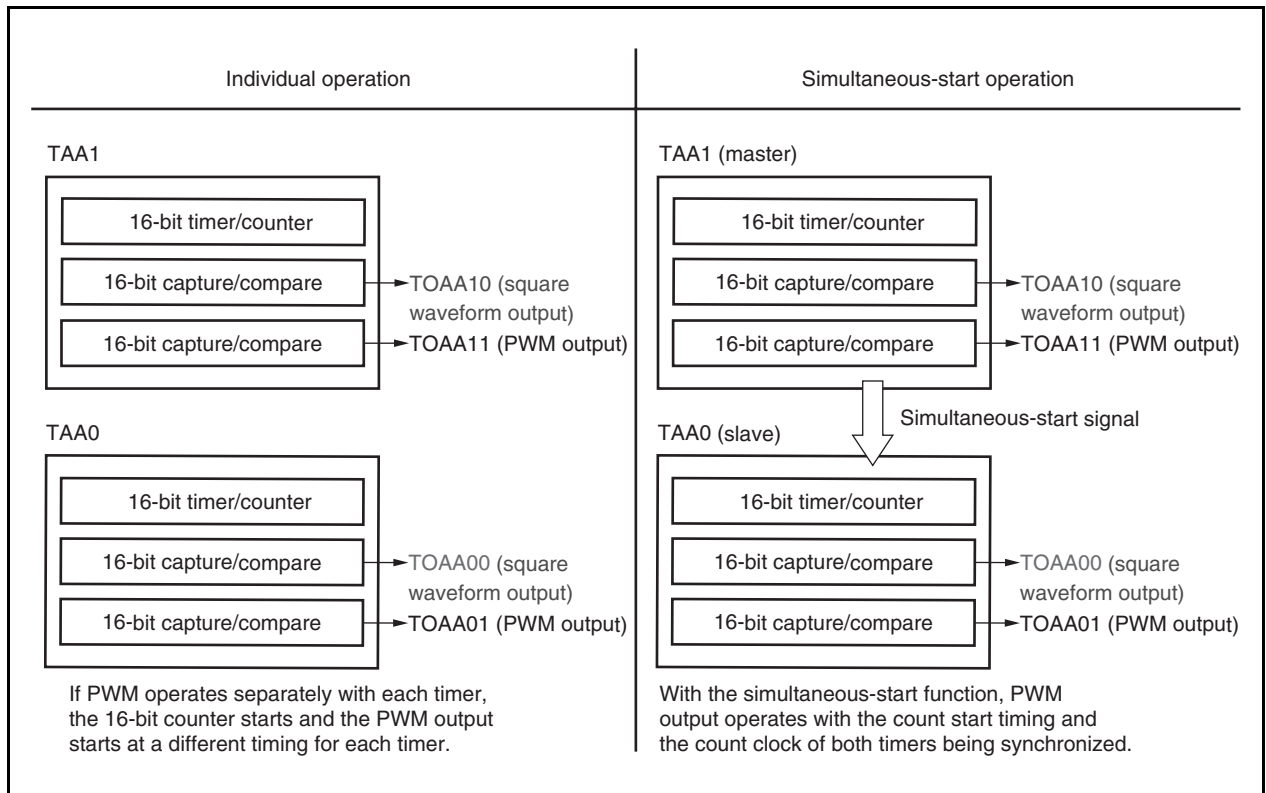 Individual operation
Simultaneous-start operation
TAA1
16-bit timer/counter
16-bit capture/compare
TOAA10 (square
waveform output)
16-bit capture/compare
TOAA11 (PWM output)
TAA0
16-bit timer/counter
16-bit capture/compare
TOAA00 (square
waveform output)
16-bit capture/compare
TOAA01 (PWM output)
If PWM operates separately with each timer,
the 16-bit counter starts and the PWM output
starts at a different timing for each timer.
TAA1 (master)
16-bit timer/counter
16-bit capture/compare
TOAA10 (square
waveform output)
16-bit capture/compare
TOAA11 (PWM output)
Simultaneous-start signal
TAA0 (slave)
16-bit timer/counter
16-bit capture/compare
TOAA00 (square
waveform output)
16-bit capture/compare
TOAA01 (PWM output)
With the simultaneous-start function, PWM
output operates with the count start timing and
the count clock of both timers being synchronized.